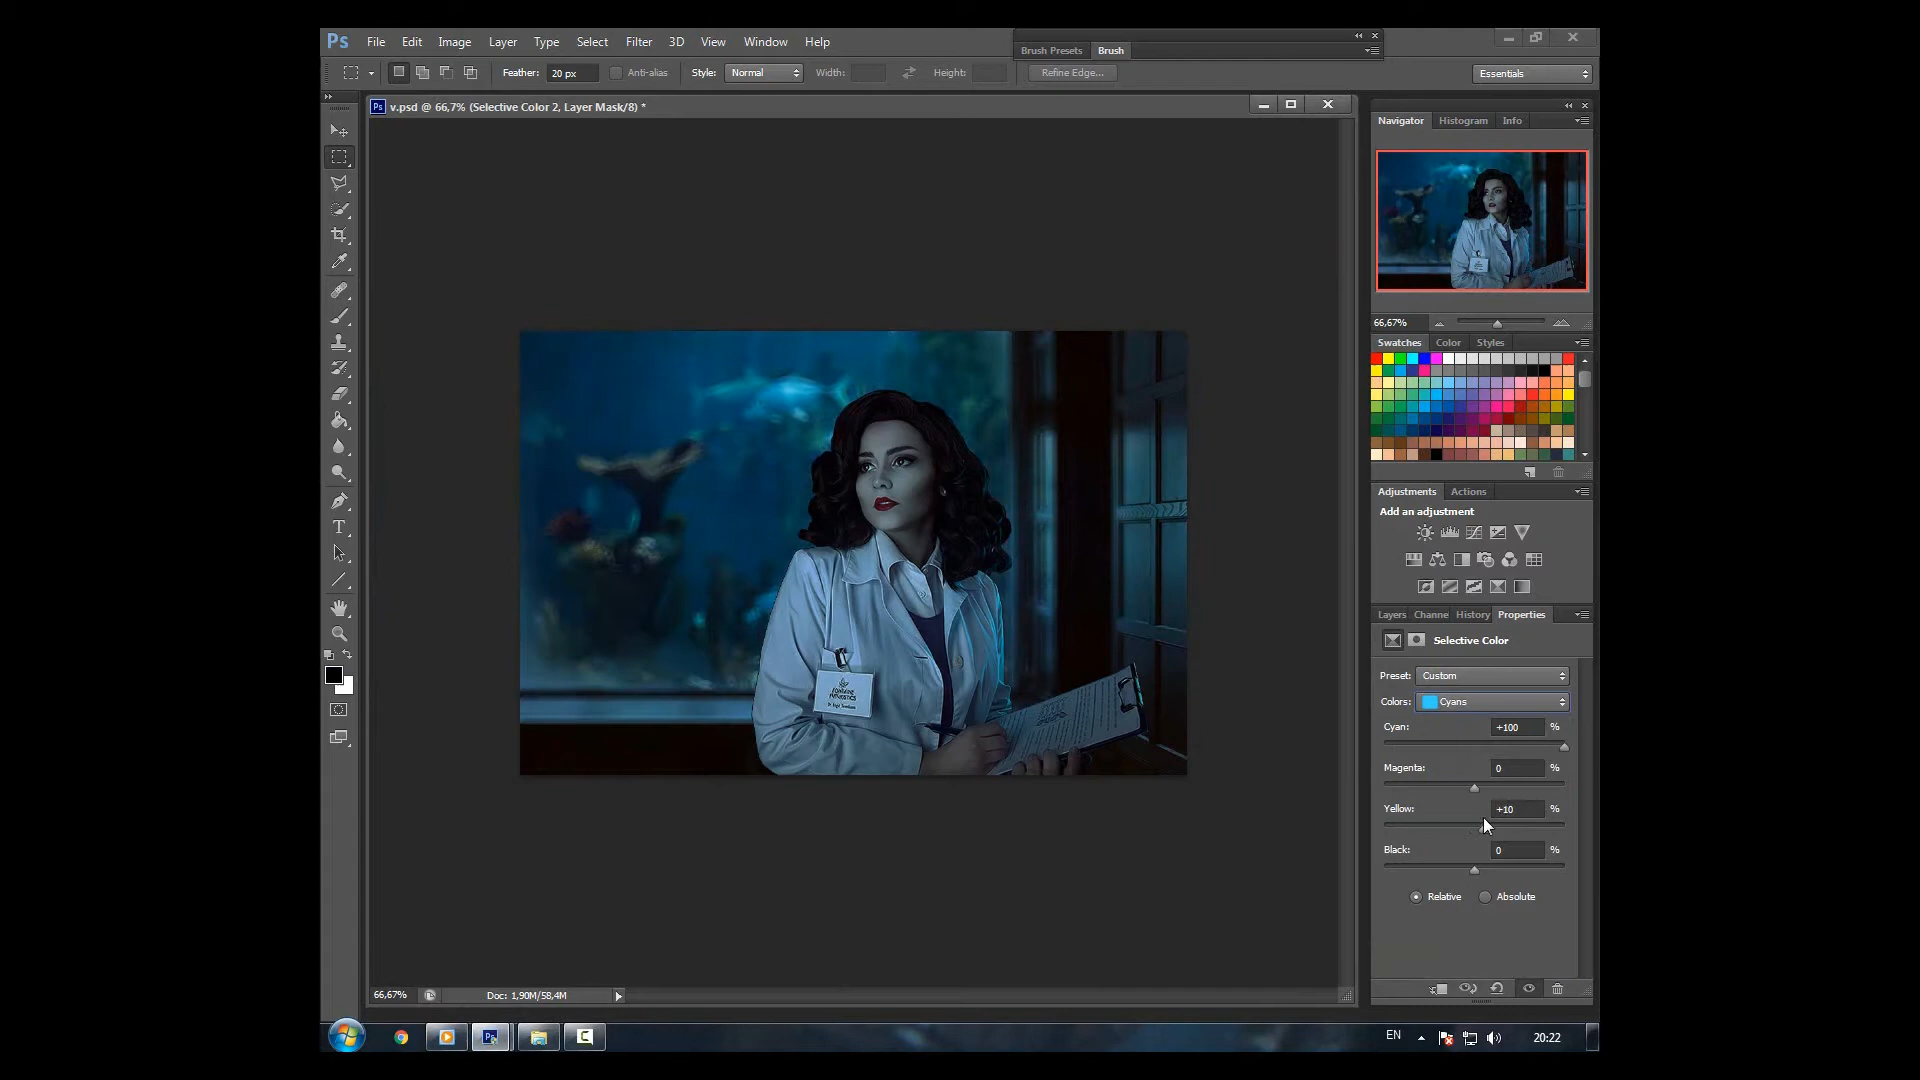 Ps File Edit Image Layer Type Select Filter 3D View Window Help
Brush Presets Brush
Feather: 20 px Anti-alias Style: Normal Width: Height: Refine Edge... Essentials
Ps v.psd @ 66,7% (Selective Color 2, Layer Mask/8) *
Navigator Histogram Info
66,67%
Swatches Color Styles
Adjustments Actions
Add an adjustment
Layers Channe History Properties
Selective Color
Preset: Custom
Colors: Cyans
Cyan: +100 %
Magenta: 0 %
Yellow: +10 %
Black: 0 %
Relative Absolute
FONTAINE
FUTURISTICS
T
66,67% Doc: 1,90M/58,4M
Ps
EN 20:22